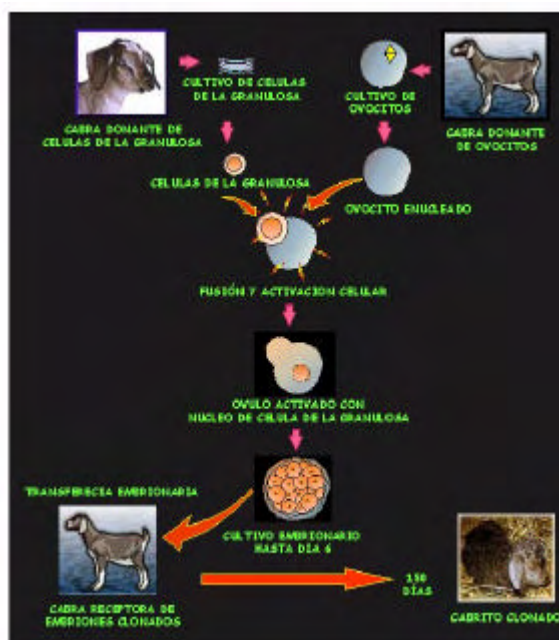 CULTIVO DE CELULAS
DE LA GRANULOSA
CULTIVO DE
OVOCITOS
CABRA DONANTE DE
CELULAS DE LA GRANULOSA
CABRA DONANTE
DE OVOCITOS
CELULAS DE LA GRANULOSA
OVOCITO ENUCLEADO
FUSIÓN Y ACTIVACION CELULAR
OVULO ACTIVADO CON
NUCLEO DE CELULA DE LA GRANULOSA
TRANSFERECIA EMBRIONARIA
CULTIVO EMBRIONARIO
HASTA DIA 6
CABRA RECEPTORA DE
EMBRIONES CLONADOS
150
DÍAS
CABRITO CLONADO